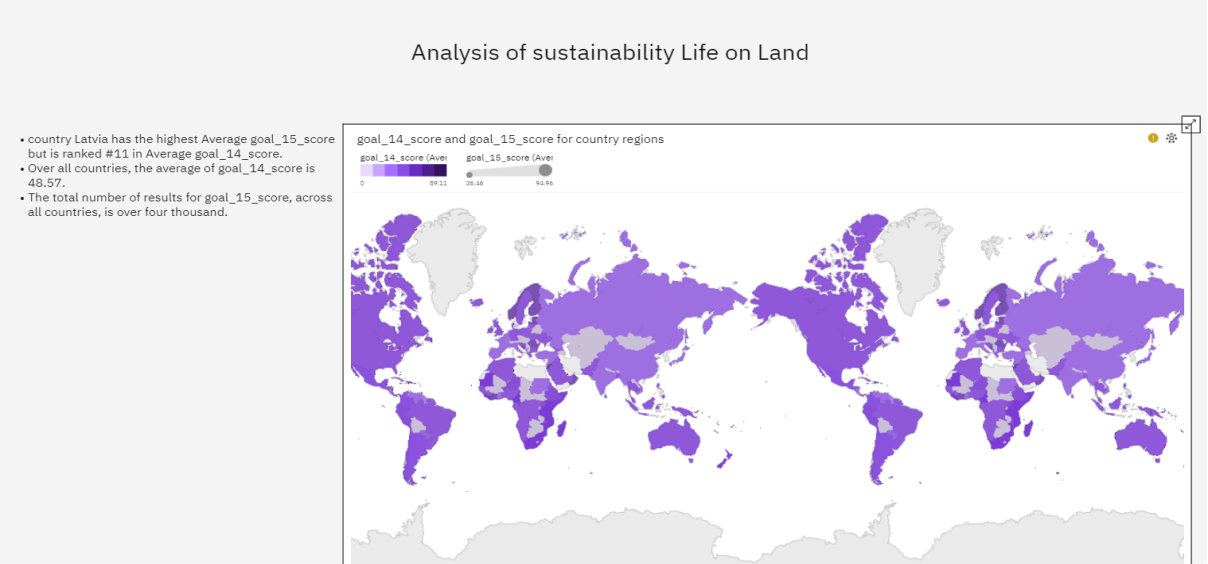 Analysis of sustainability Life on Land
• country Latvia has the highest Average goal_15_score
but is ranked #11 in Average goal_14_score.
• Over all countries, the average of goal_14_score is
48.57.
• The total number of results for goal_15_score, across
all countries, is over four thousand.
goal_14_score and goal_15_score for country regions
goal_14_score (Aver
goal_15_score (Aver
0 89.11
26.46 94.96